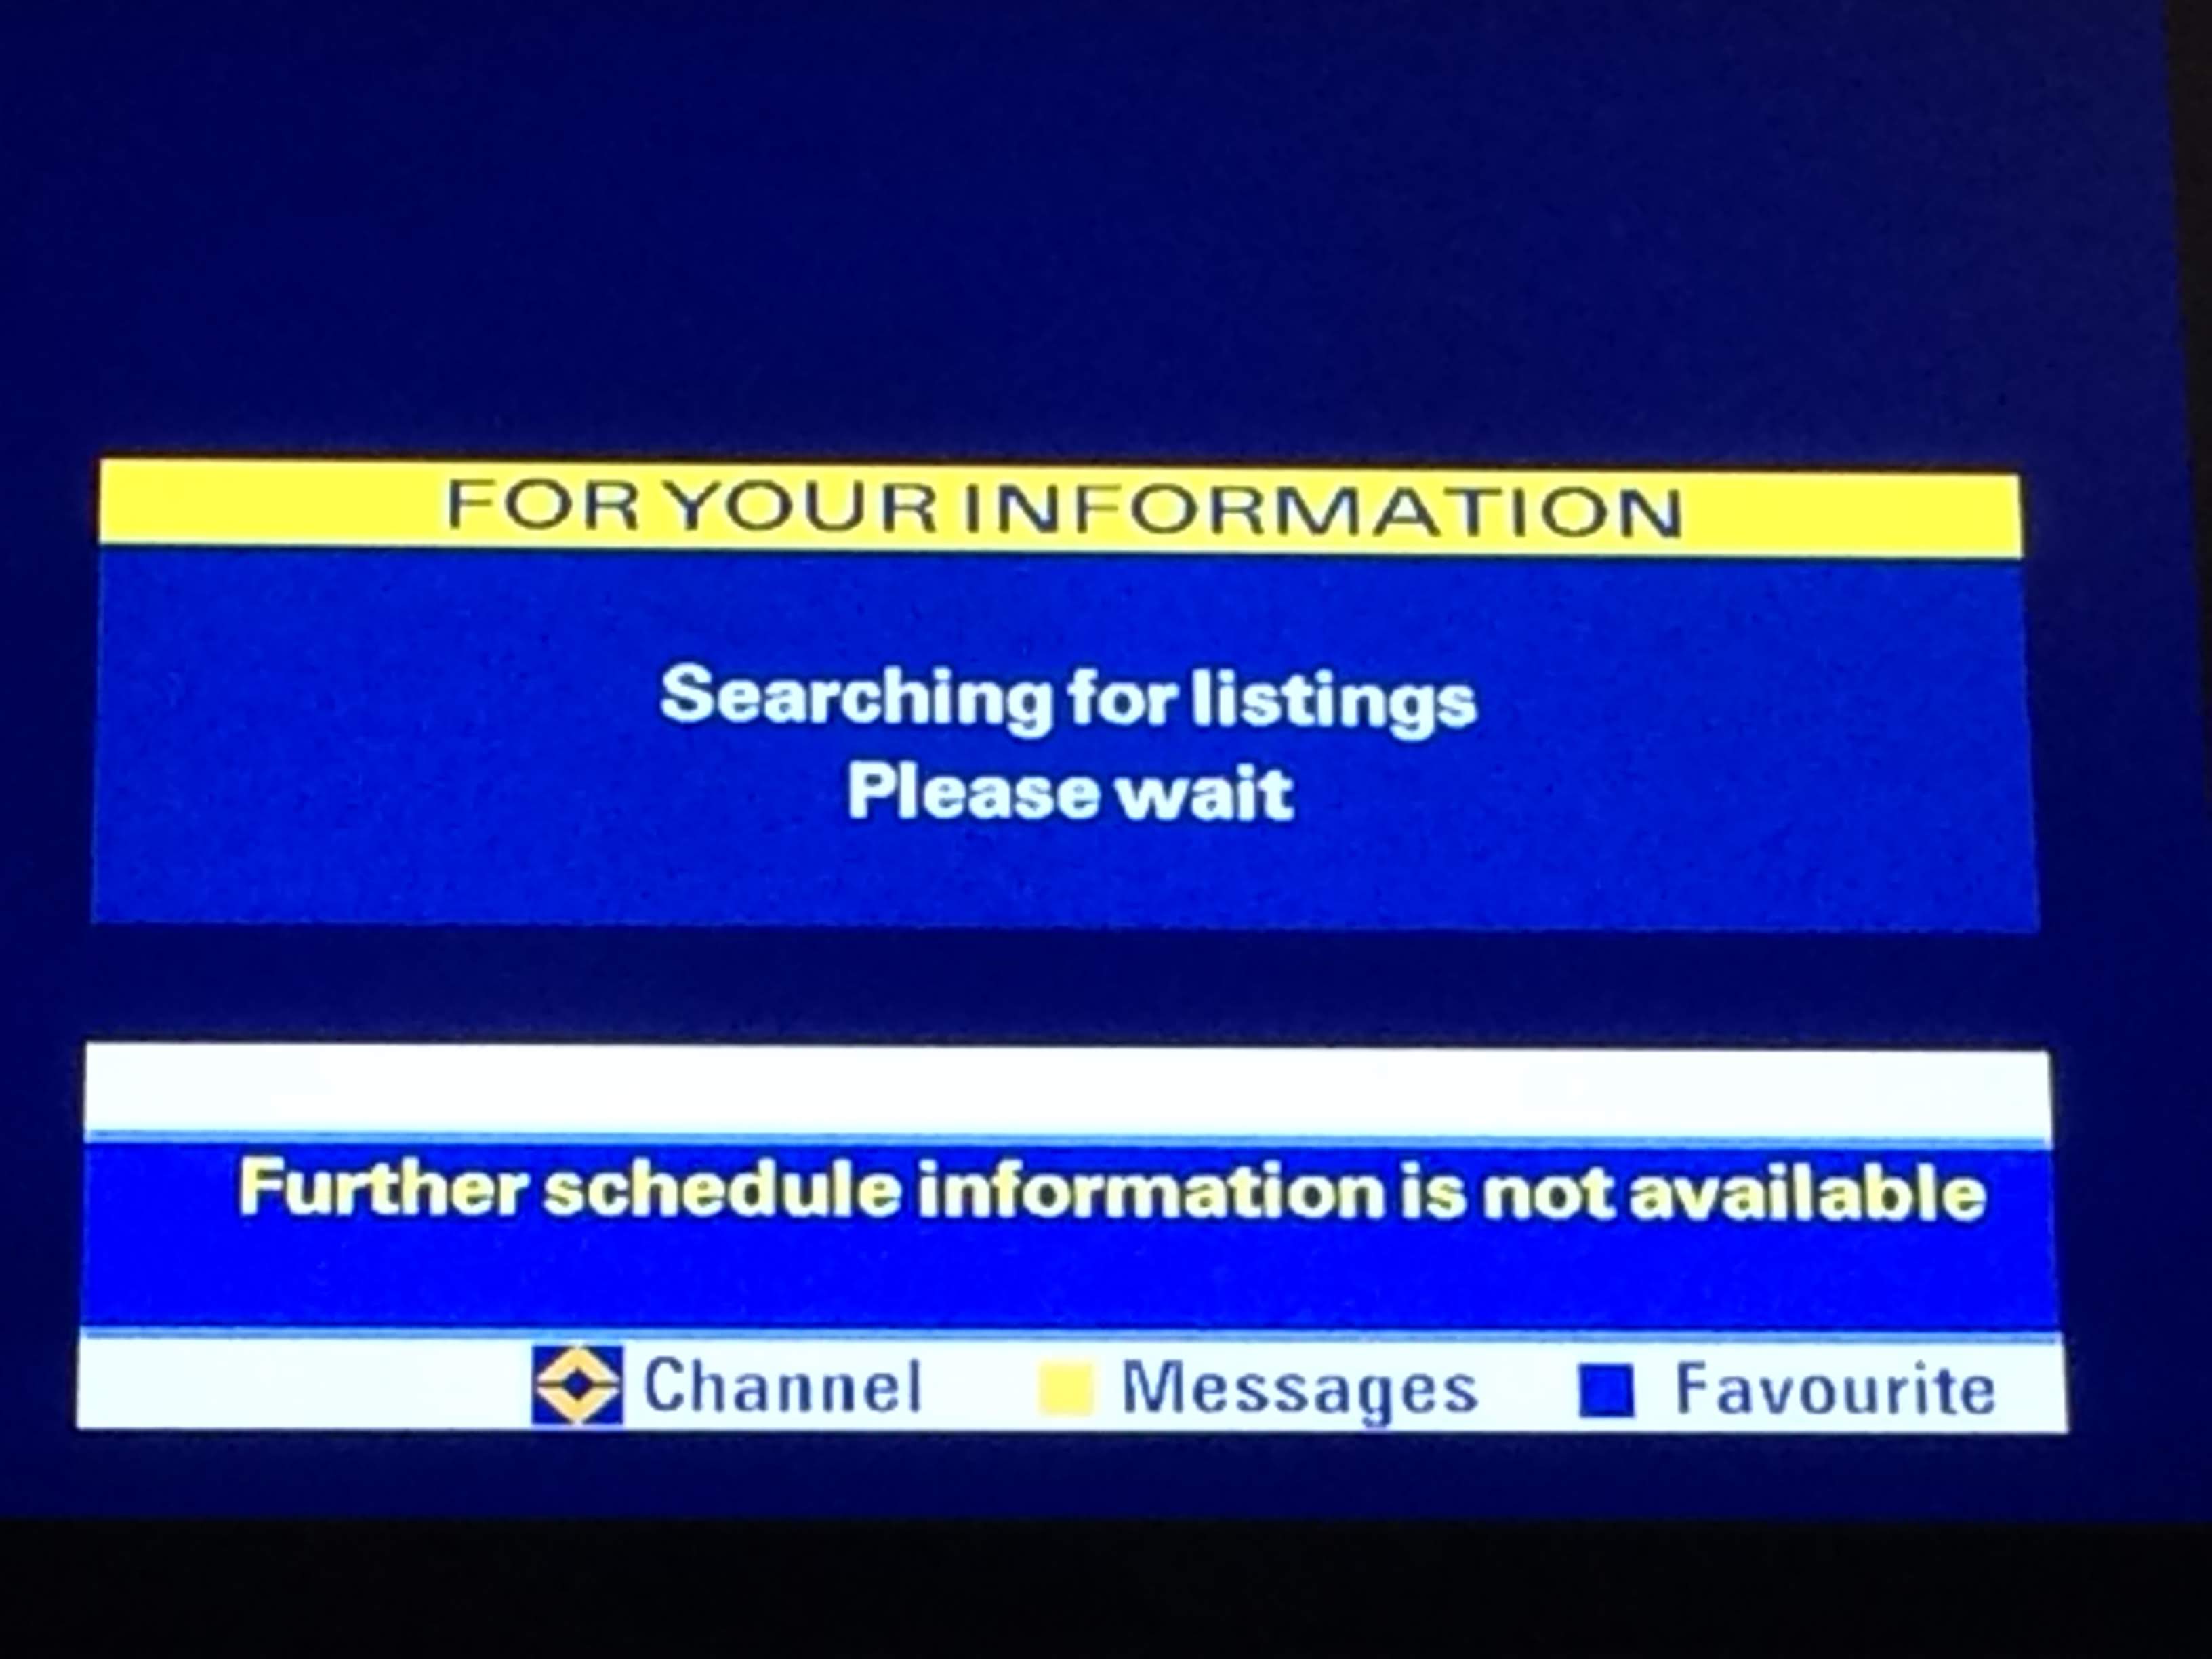 FOR YOUR INFORMATION
Searching for listings
Please wait
Further schedule information is not available
Channel Messages Favourite